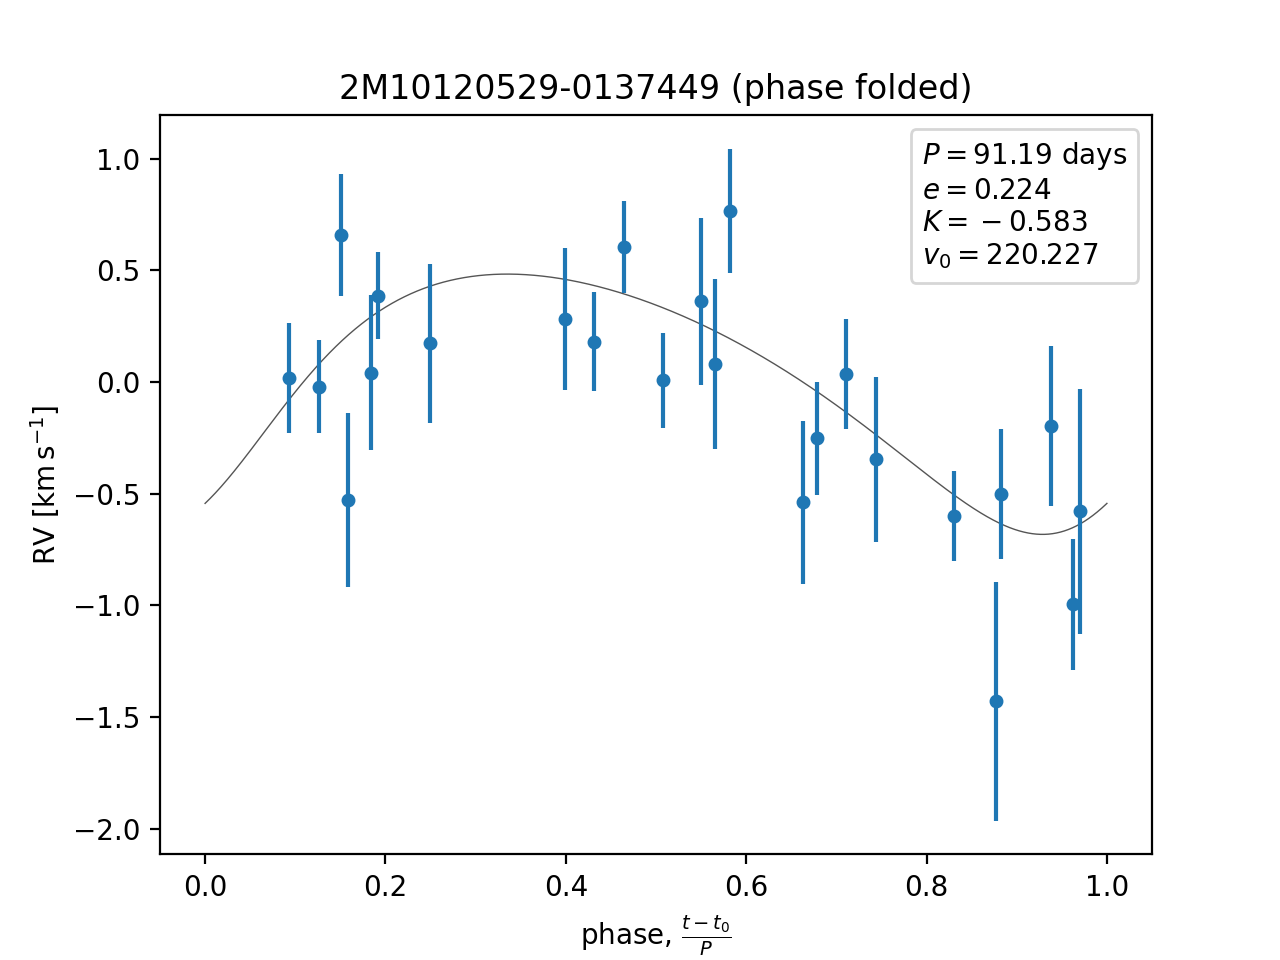 2M10120529-0137449 (phase folded)
P = 91.19 days
e = 0.224
K = −0.583
v₀ = 220.227
1.0
0.5
0.0
−0.5
−1.0
−1.5
−2.0
RV [km s⁻¹]
0.0 0.2 0.4 0.6 0.8 1.0
phase, (t − t₀)/P